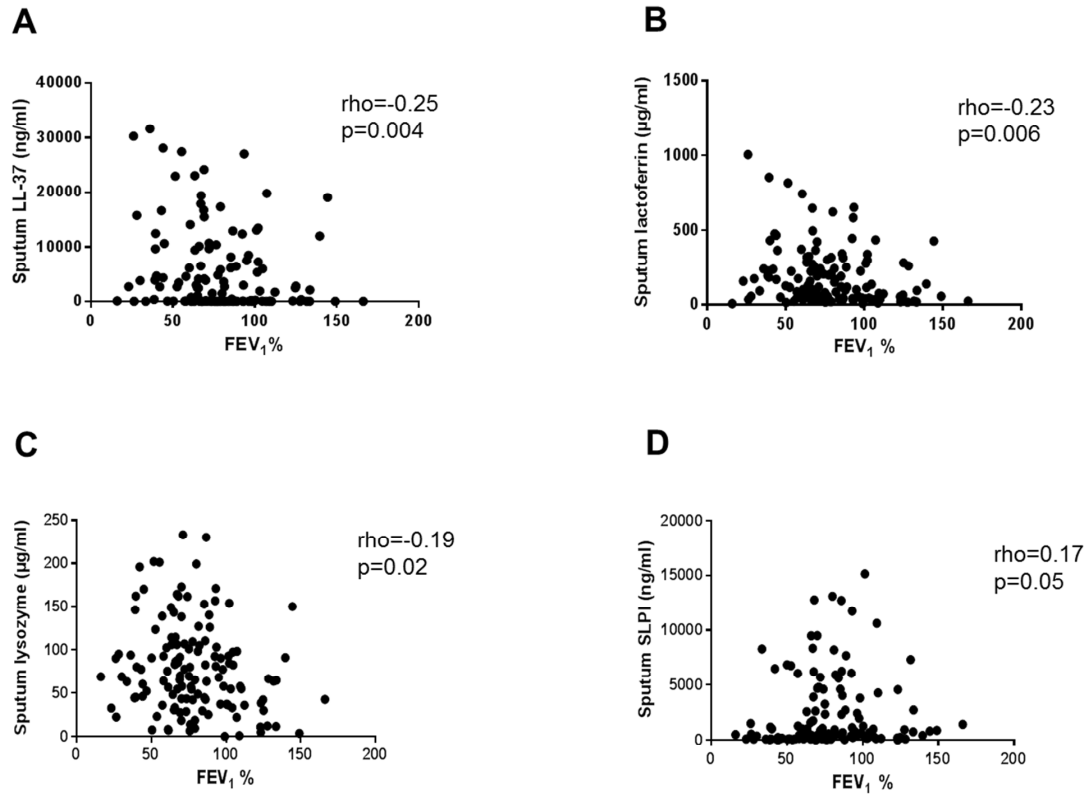 A
Sputum LL-37 (ng/ml)
40000
30000
20000
10000
0
0 50 100 150 200
FEV1%
rho=-0.25
p=0.004
B
Sputum lactoferrin (µg/ml)
1500
1000
500
0
0 50 100 150 200
FEV1 %
rho=-0.23
p=0.006
C
Sputum lysozyme (µg/ml)
250
200
150
100
50
0
0 50 100 150 200
FEV1 %
rho=-0.19
p=0.02
D
Sputum SLPI (ng/ml)
20000
15000
10000
5000
0
0 50 100 150 200
FEV1 %
rho=0.17
p=0.05